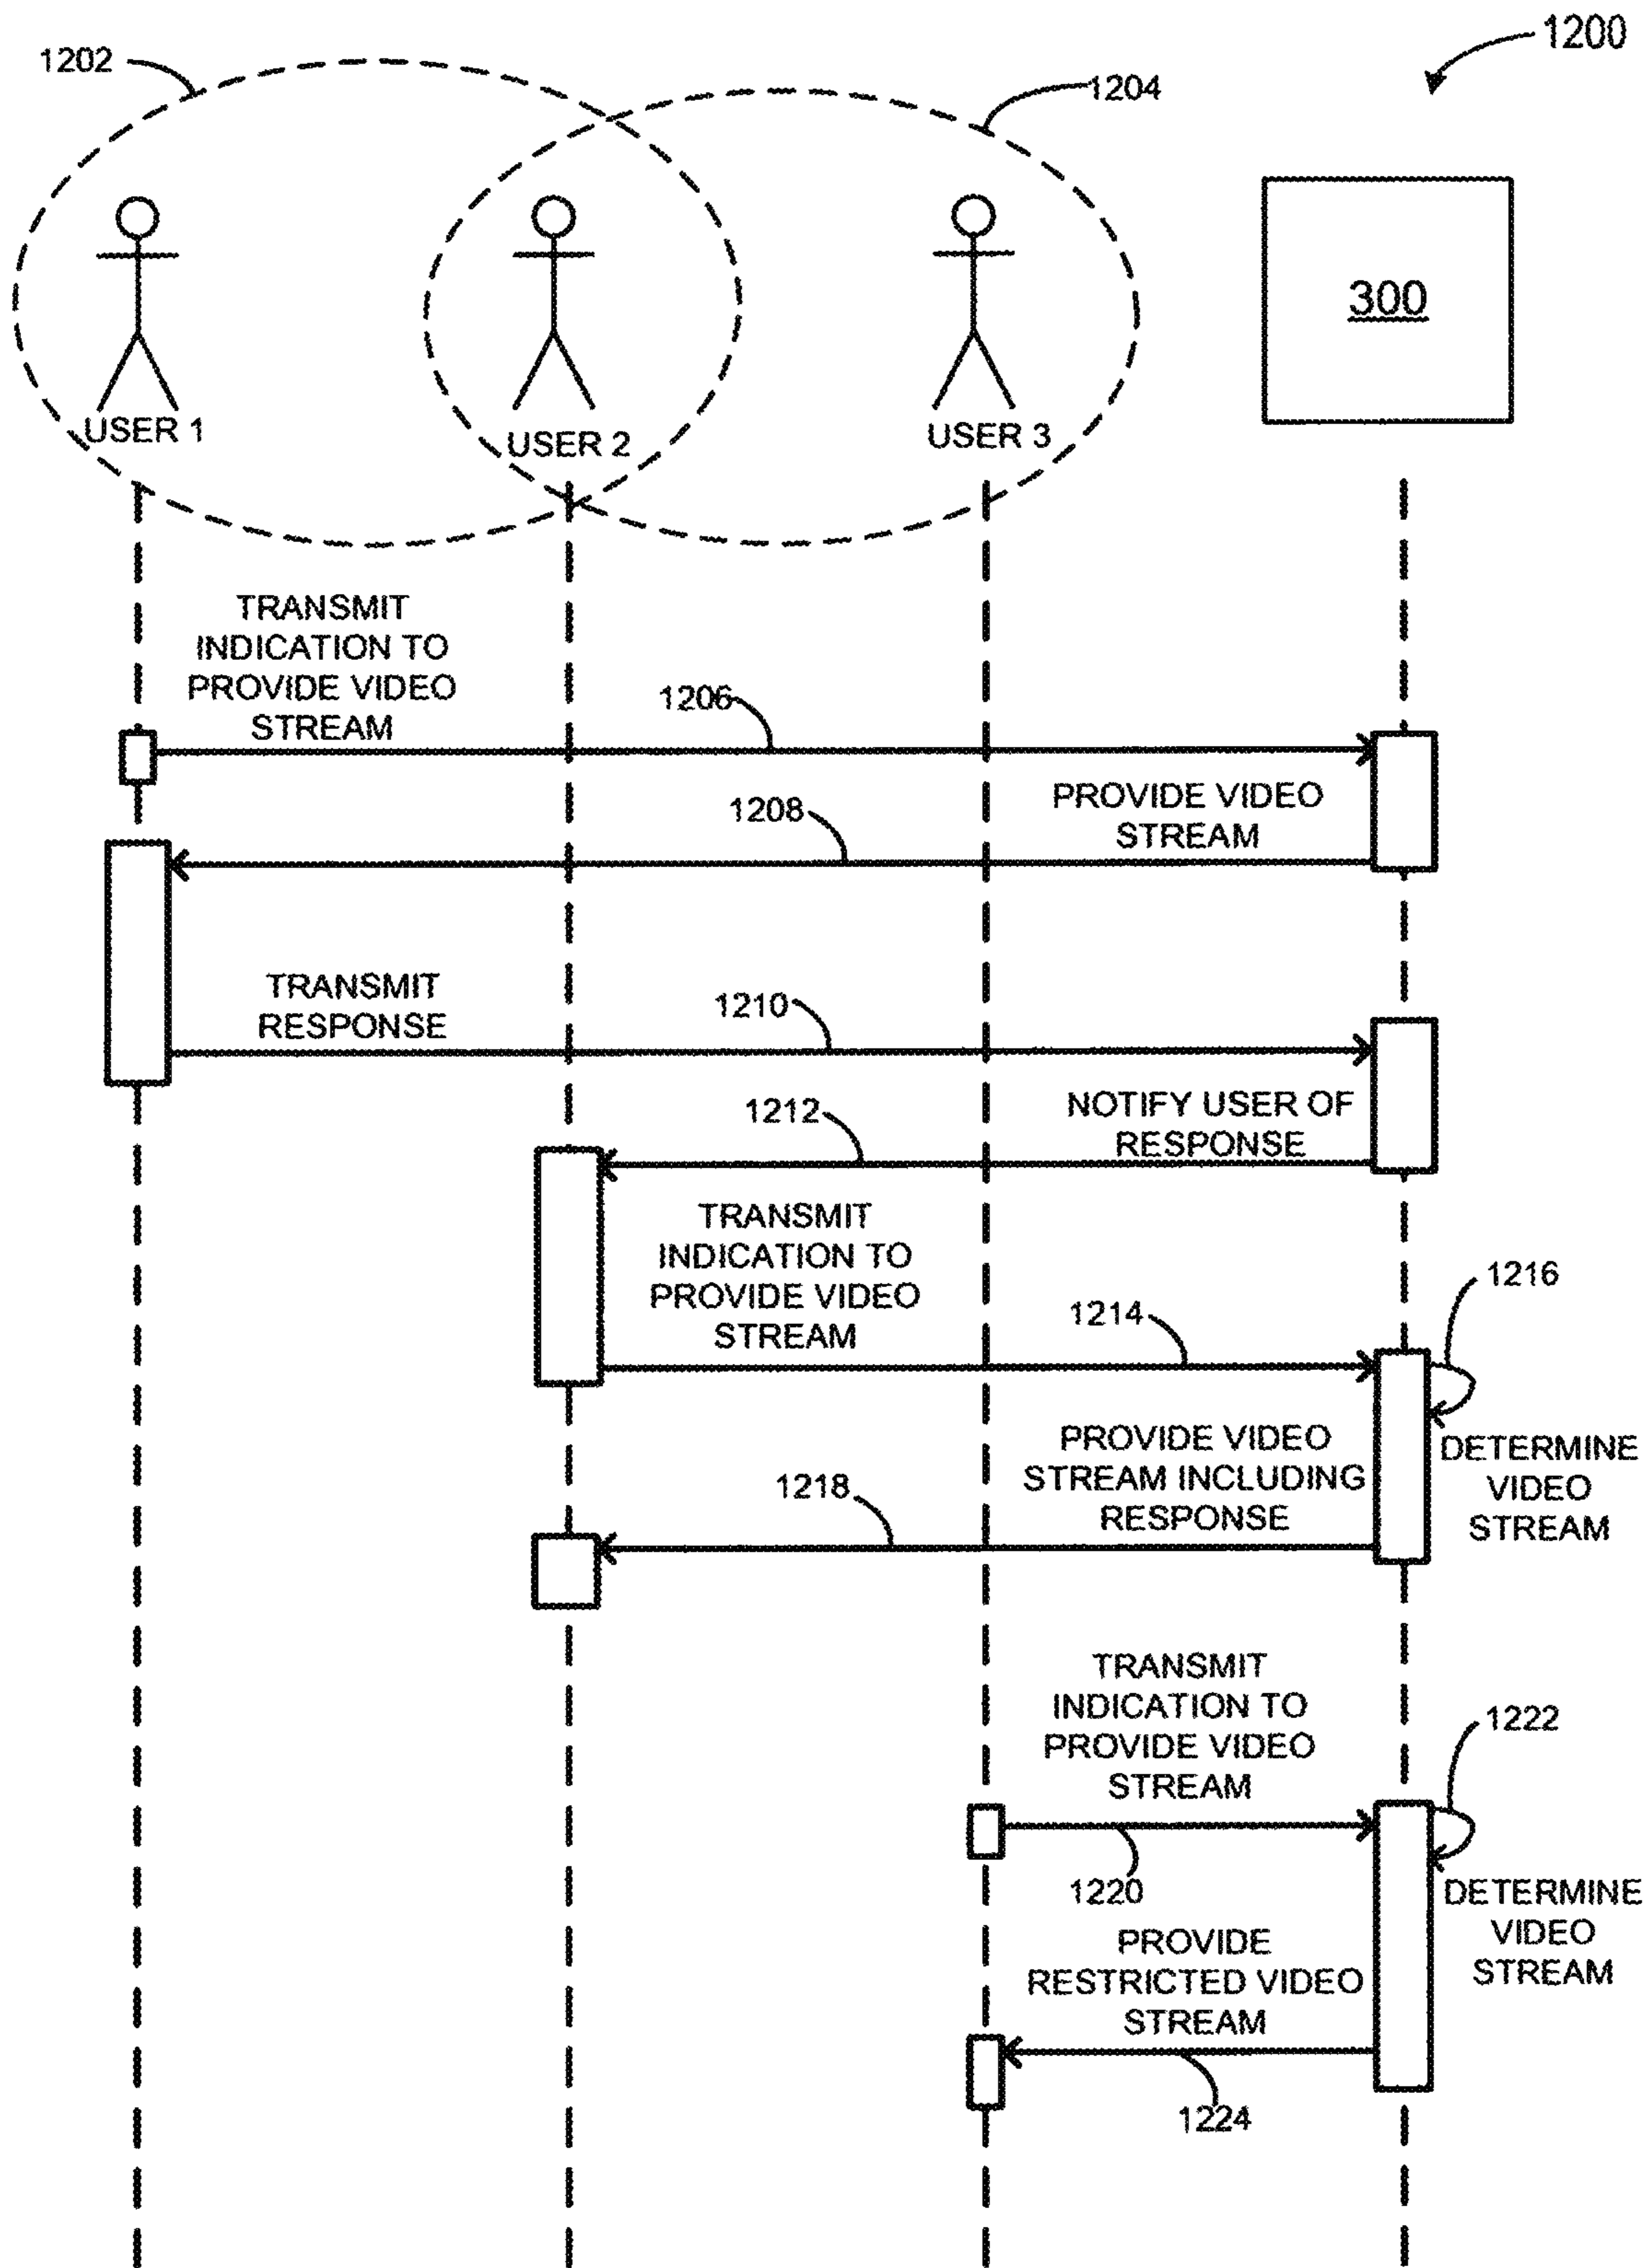 1200
1202
1204
300
USER 1
USER 2
USER 3
TRANSMIT
INDICATION TO
PROVIDE VIDEO
STREAM
1206
PROVIDE VIDEO
STREAM
1208
TRANSMIT
RESPONSE
1210
NOTIFY USER OF
RESPONSE
1212
TRANSMIT
INDICATION TO
PROVIDE VIDEO
STREAM
1214
1216
DETERMINE
VIDEO
STREAM
PROVIDE VIDEO
STREAM INCLUDING
RESPONSE
1218
TRANSMIT
INDICATION TO
PROVIDE VIDEO
STREAM
1220
1222
DETERMINE
VIDEO
STREAM
PROVIDE
RESTRICTED VIDEO
STREAM
1224